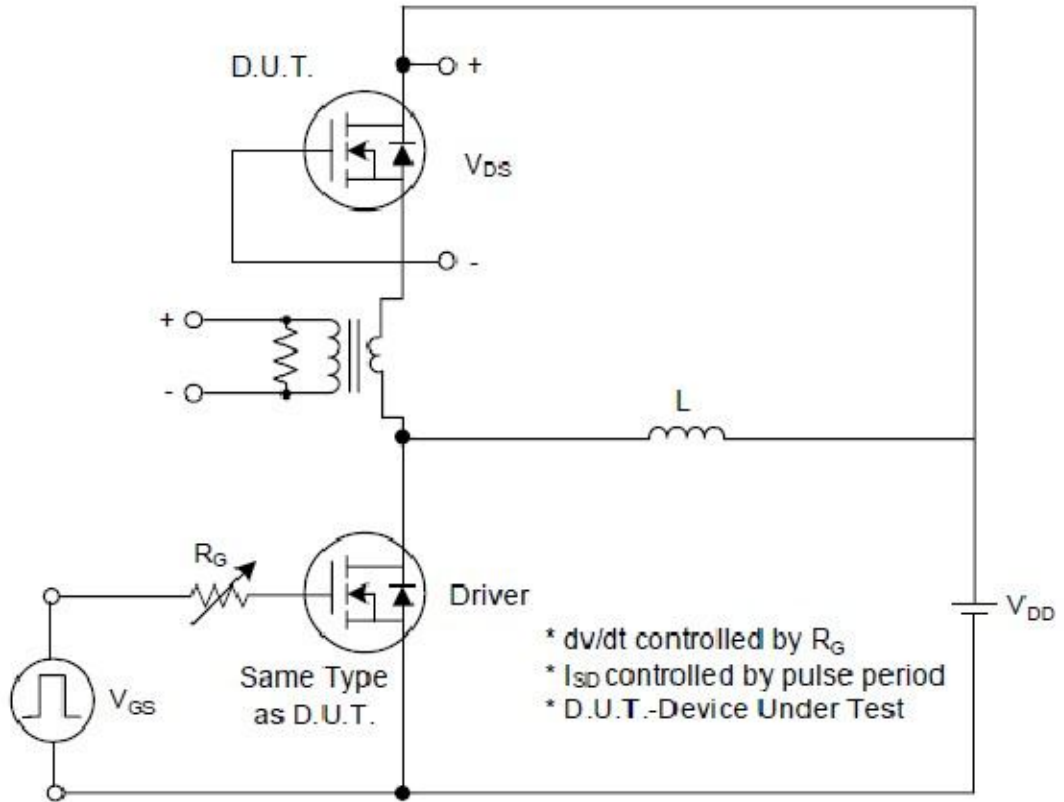 D.U.T.
+
VDS
-
+
-
L
RG
Driver
VDD
* dv/dt controlled by RG
* ISD controlled by pulse period
* D.U.T.-Device Under Test
Same Type
as D.U.T.
VGS